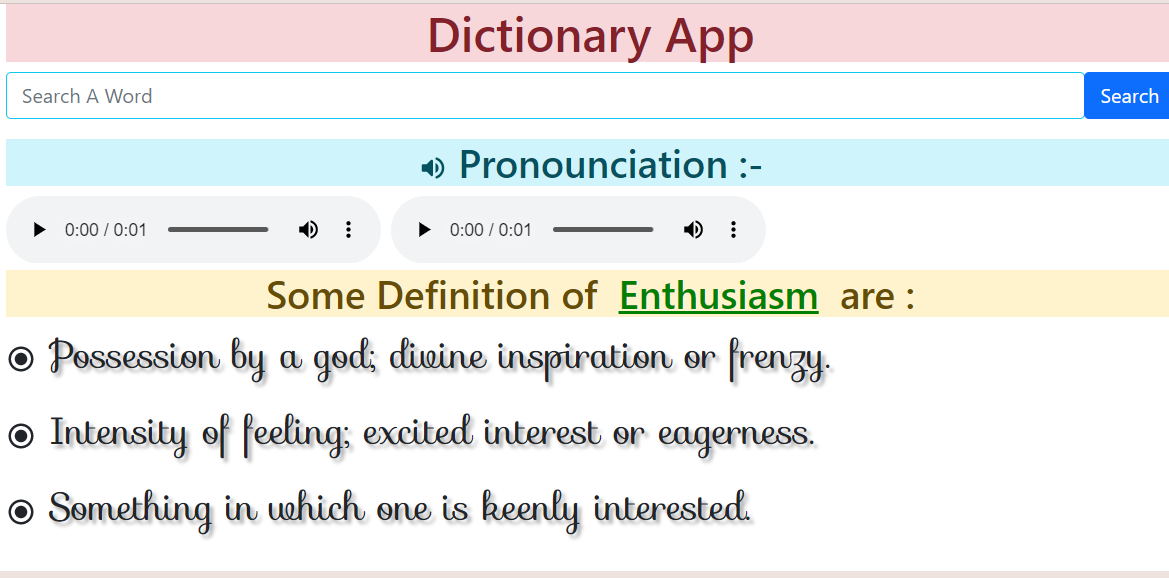 Dictionary App
Search A Word
Search
Pronounciation :-
0:00 / 0:01
0:00 / 0:01
Some Definition of Enthusiasm are :
Possession by a god; divine inspiration or frenzy.
Intensity of feeling; excited interest or eagerness.
Something in which one is keenly interested.